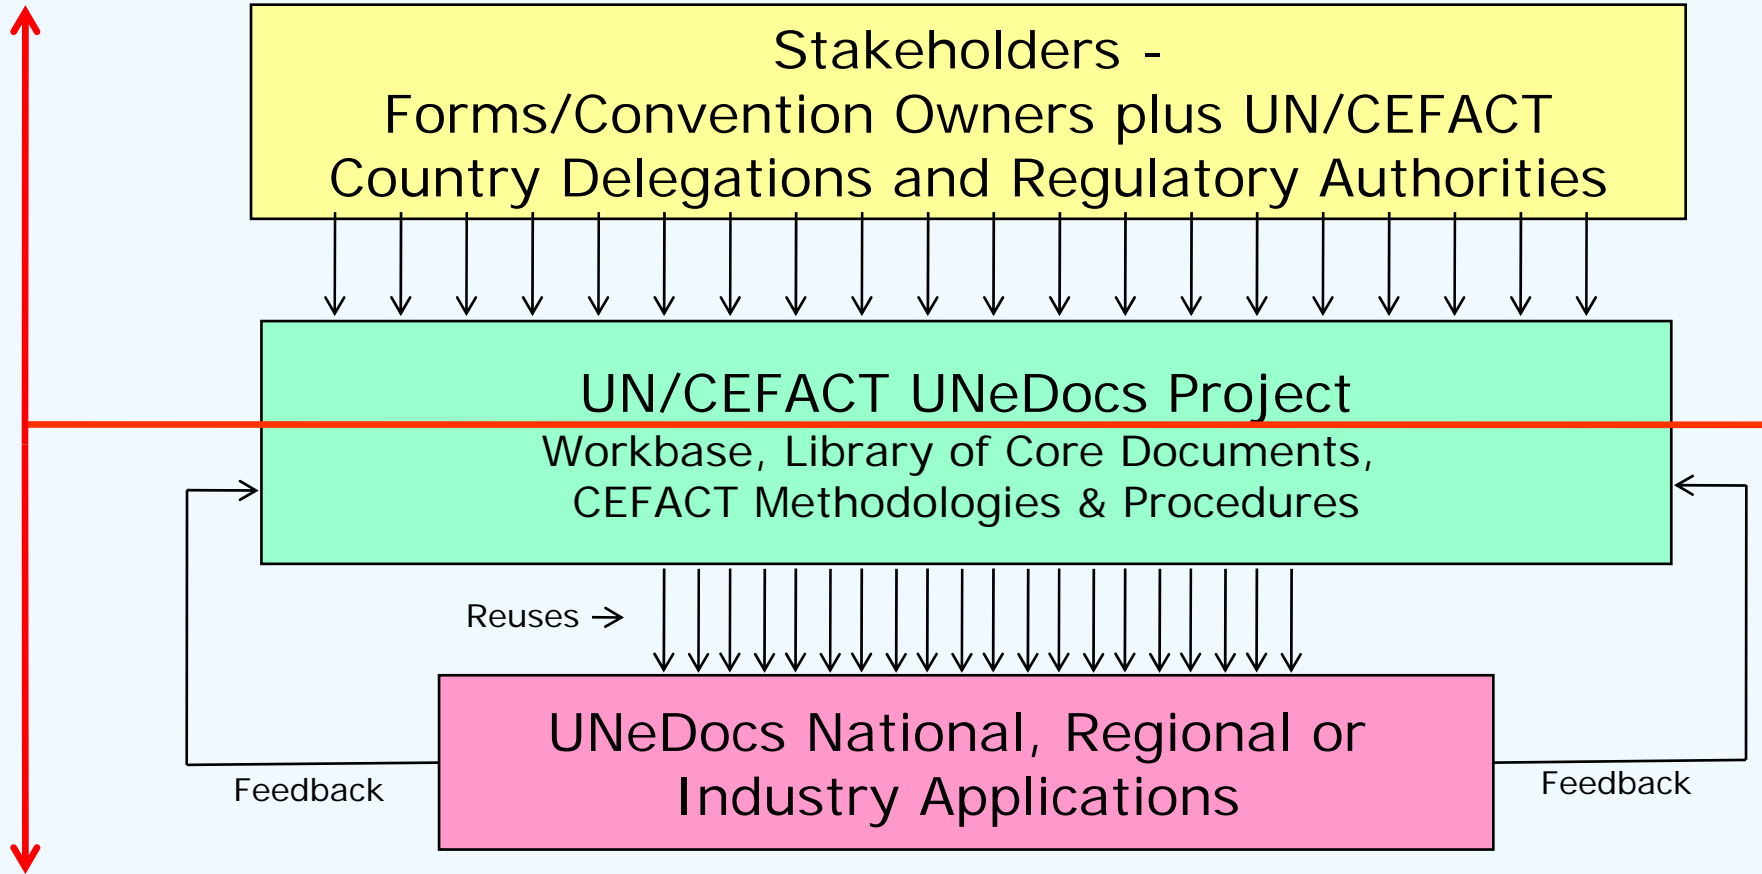 Stakeholders -
Forms/Convention Owners plus UN/CEFACT
Country Delegations and Regulatory Authorities
UN/CEFACT UNeDocs Project
Workbase, Library of Core Documents,
CEFACT Methodologies & Procedures
Reuses →
UNeDocs National, Regional or
Industry Applications
Feedback
Feedback